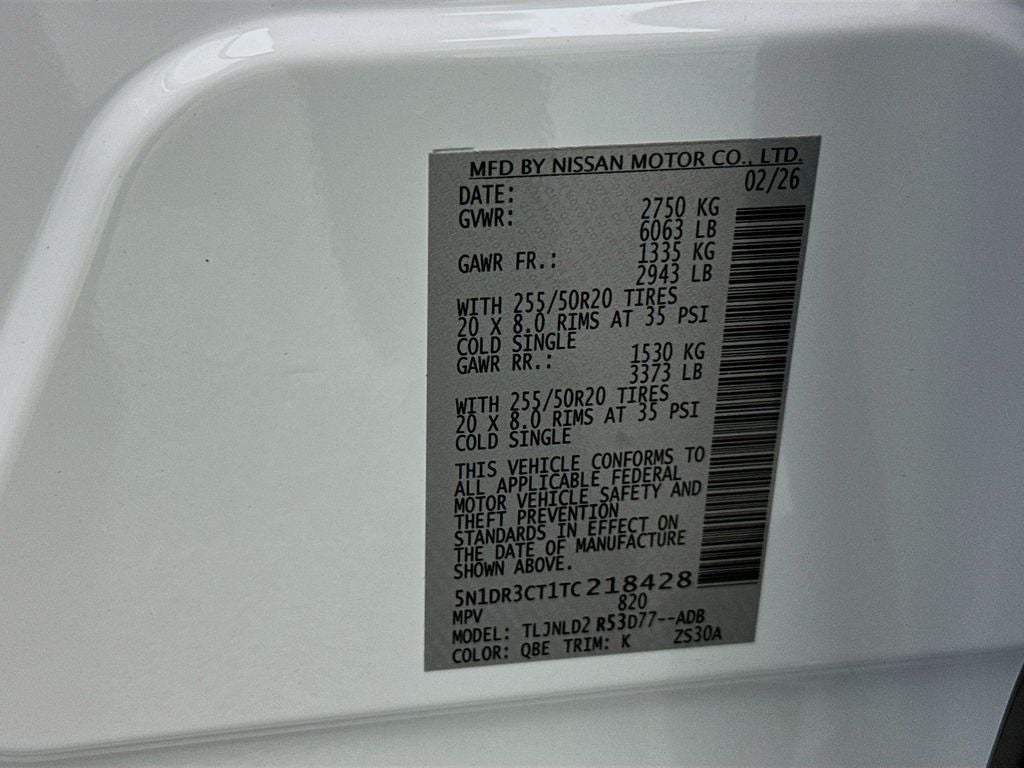 MFD BY NISSAN MOTOR CO., LTD.
DATE: 02/26
GVWR: 2750 KG
6063 LB
GAWR FR.: 1335 KG
2943 LB
WITH 255/50R20 TIRES
20 X 8.0 RIMS AT 35 PSI
COLD SINGLE
GAWR RR.: 1530 KG
3373 LB
WITH 255/50R20 TIRES
20 X 8.0 RIMS AT 35 PSI
COLD SINGLE
THIS VEHICLE CONFORMS TO
ALL APPLICABLE FEDERAL
MOTOR VEHICLE SAFETY AND
THEFT PREVENTION
STANDARDS IN EFFECT ON
THE DATE OF MANUFACTURE
SHOWN ABOVE.
5N1DR3CT1TC218428
MPV 820
MODEL: TLJNLD2 R53D77--ADB
COLOR: QBE TRIM: K ZS30A